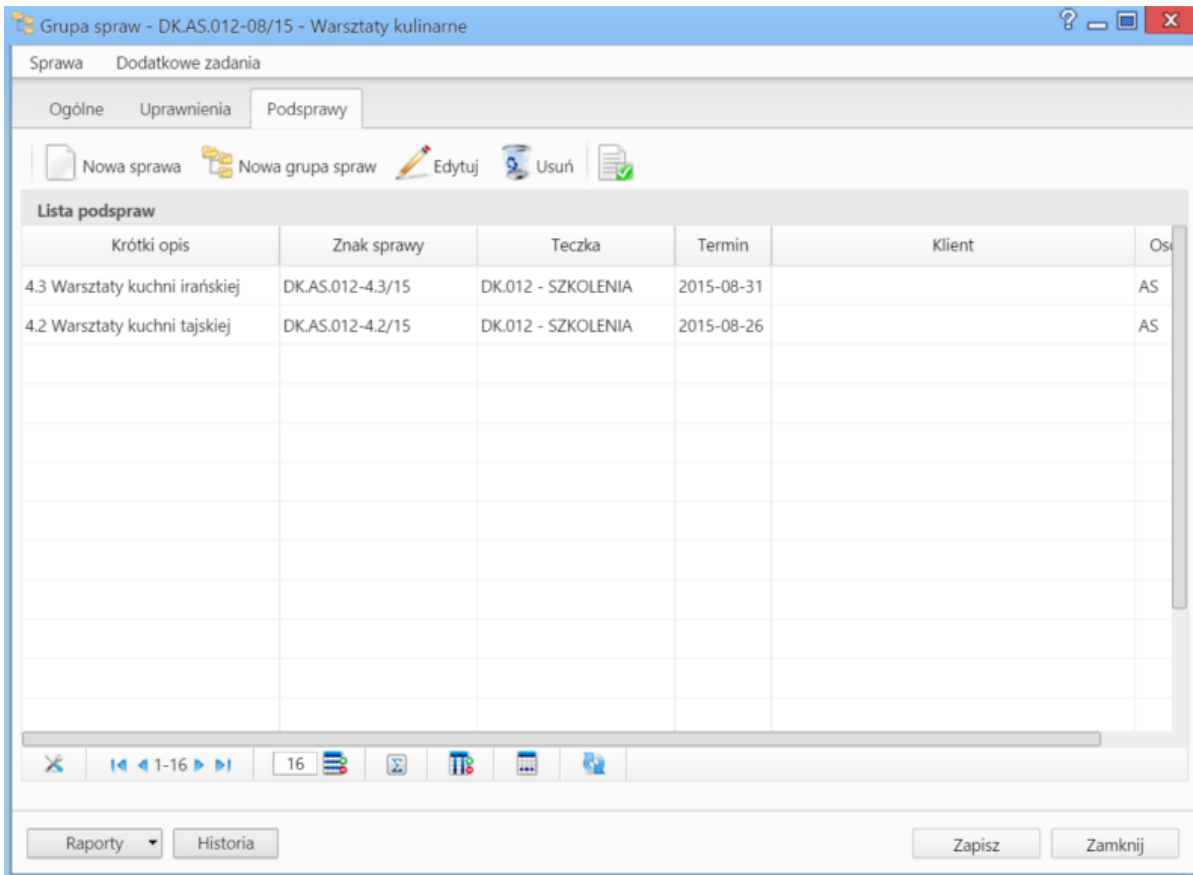 Grupa spraw - DK.AS.012-08/15 - Warsztaty kulinarne
Sprawa Dodatkowe zadania
Ogólne Uprawnienia Podsprawy
Nowa sprawa Nowa grupa spraw Edytuj Usuń
Lista podspraw
Krótki opis Znak sprawy Teczka Termin Klient Oso
4.3 Warsztaty kuchni irańskiej DK.AS.012-4.3/15 DK.012 - SZKOLENIA 2015-08-31 AS
4.2 Warsztaty kuchni tajskiej DK.AS.012-4.2/15 DK.012 - SZKOLENIA 2015-08-26 AS
1-16 16
Raporty Historia Zapisz Zamknij